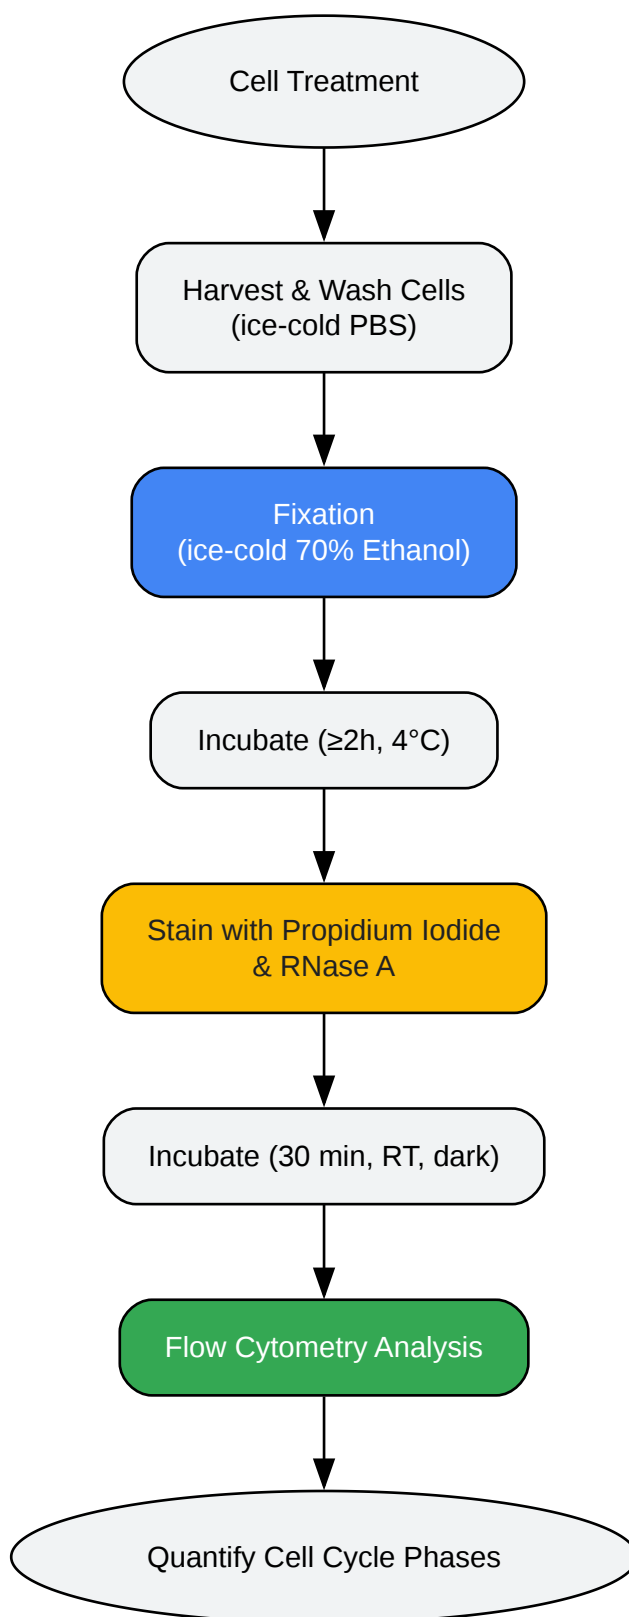 Cell Treatment
Harvest & Wash Cells
(ice-cold PBS)
Fixation
(ice-cold 70% Ethanol)
Incubate (≥2h, 4°C)
Stain with Propidium Iodide
& RNase A
Incubate (30 min, RT, dark)
Flow Cytometry Analysis
Quantify Cell Cycle Phases